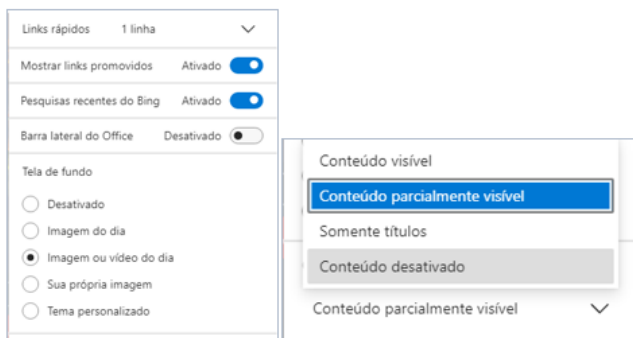 Links rápidos 1 linha
Mostrar links promovidos Ativado
Pesquisas recentes do Bing Ativado
Barra lateral do Office Desativado
Tela de fundo
Desativado
Imagem do dia
Imagem ou vídeo do dia
Sua própria imagem
Tema personalizado
Conteúdo visível
Conteúdo parcialmente visível
Somente títulos
Conteúdo desativado
Conteúdo parcialmente visível